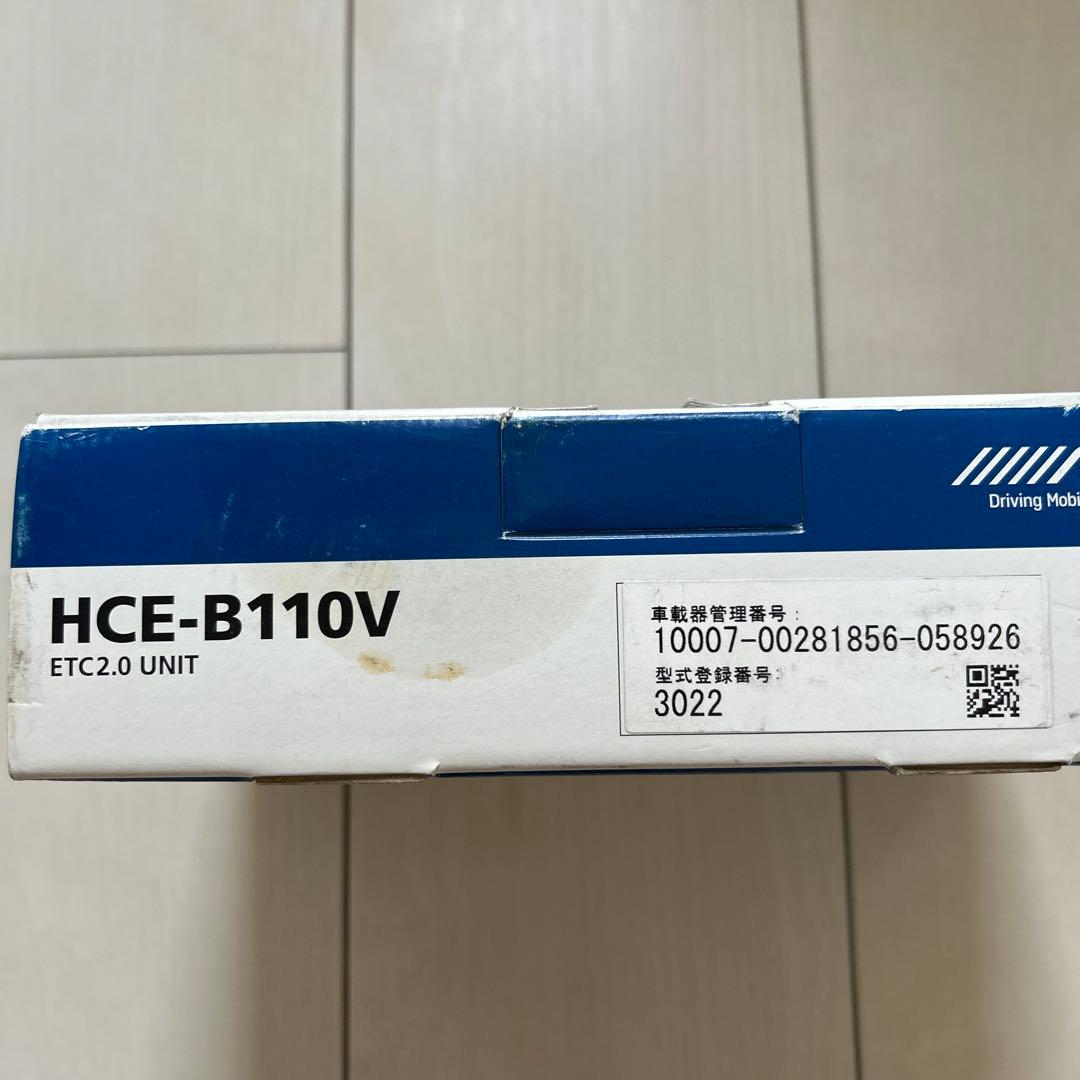 Driving Mobi
HCE-B110V
ETC2.0 UNIT
車載器管理番号:
10007-00281856-058926
型式登録番号:
3022